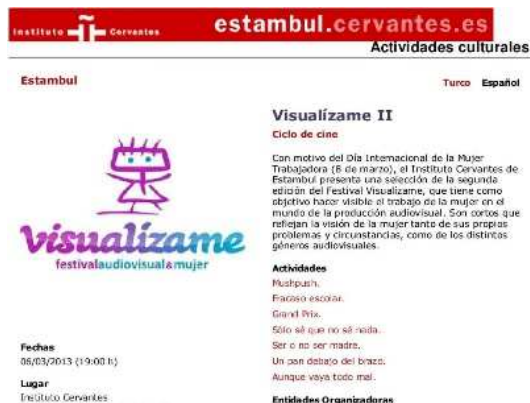 Instituto Cervantes
estambul.cervantes.es
Actividades culturales
Estambul
Turco Español
visualízame
festivalaudiovisual&mujer
Fechas
06/03/2013 (19:00 h)
Lugar
Instituto Cervantes
Visualízame II
Ciclo de cine
Con motivo del Día Internacional de la Mujer
Trabajadora (8 de marzo), el Instituto Cervantes de
Estambul presenta una selección de la segunda
edición del Festival Visualízame, que tiene como
objetivo hacer visible el trabajo de la mujer en el
mundo de la producción audiovisual. Son cortos que
reflejan la visión de la mujer tanto de sus propios
problemas y circunstancias, como de los distintos
géneros audiovisuales.
Actividades
Mushpush.
Fracaso escolar.
Grand Prix.
Sólo sé que no sé nada.
Ser o no ser madre.
Un pan debajo del brazo.
Aunque vaya todo mal.
Entidades Organizadoras